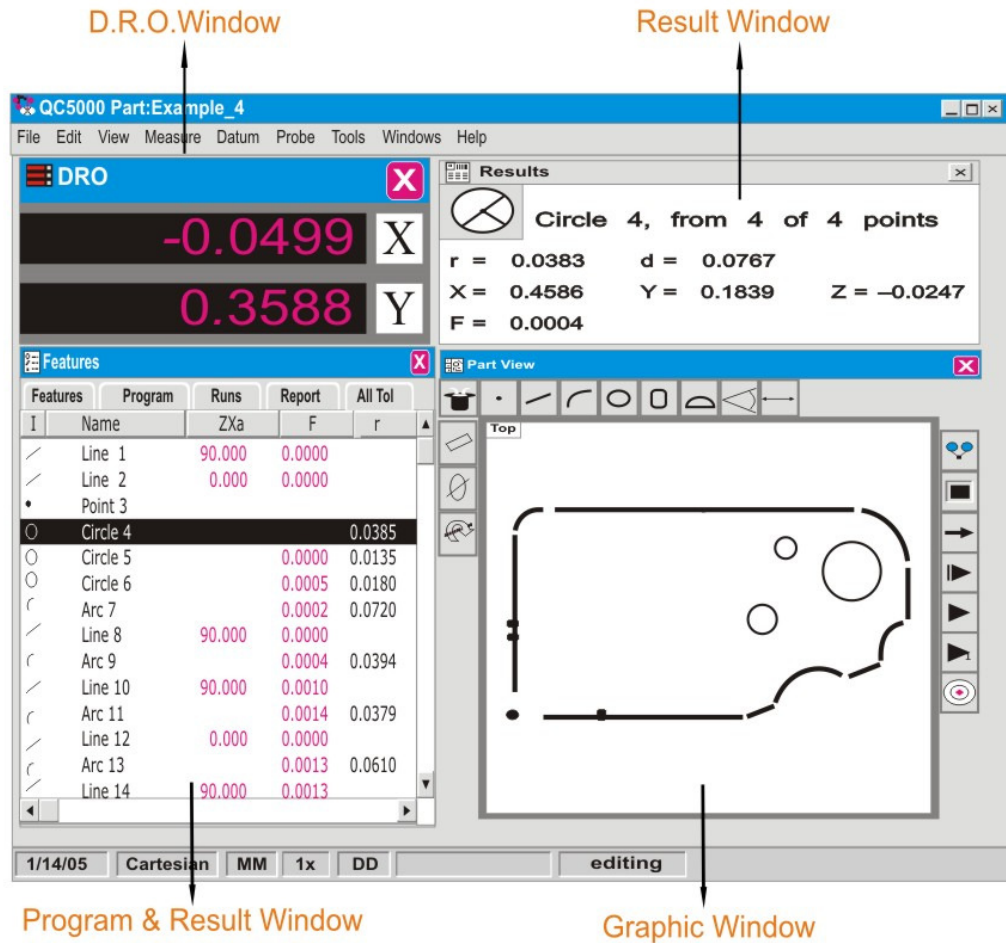 D.R.O.Window
Result Window
QC5000 Part:Example_4
File Edit View Measure Datum Probe Tools Windows Help
DRO
-0.0499 X
0.3588 Y
Results
Circle 4, from 4 of 4 points
r = 0.0383 d = 0.0767
X = 0.4586 Y = 0.1839 Z = –0.0247
F = 0.0004
Features
Features Program Runs Report All Tol
I Name ZXa F r
Line 1 90.000 0.0000
Line 2 0.000 0.0000
Point 3
Circle 4 0.0385
Circle 5 0.0000 0.0135
Circle 6 0.0005 0.0180
Arc 7 0.0002 0.0720
Line 8 90.000 0.0000
Arc 9 0.0004 0.0394
Line 10 90.000 0.0010
Arc 11 0.0014 0.0379
Line 12 0.000 0.0000
Arc 13 0.0013 0.0610
Line 14 90.000 0.0013
Part View
Top
1
1/14/05 Cartesian MM 1x DD editing
Program & Result Window
Graphic Window